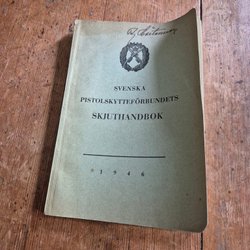 SVENSKA
PISTOLSKYTTEFÖRBUNDETS
SKJUTHANDBOK
1946